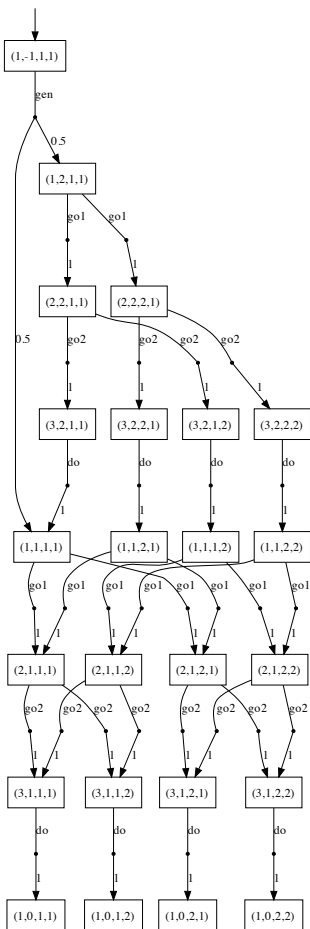 (1,-1,1,1)
gen
0.5
(1,2,1,1)
go1 go1
1 1
(2,2,1,1) (2,2,2,1)
0.5 go2 go2 go2 go2
1 1 1 1
(3,2,1,1) (3,2,2,1) (3,2,1,2) (3,2,2,2)
do do do do
1 1 1 1
(1,1,1,1) (1,1,2,1) (1,1,1,2) (1,1,2,2)
go1 go1 go1 go1 go1 go1 go1 go1
1 1 1 1 1 1 1 1
(2,1,1,1) (2,1,1,2) (2,1,2,1) (2,1,2,2)
go2 go2 go2 go2 go2 go2 go2 go2
1 1 1 1 1 1 1 1
(3,1,1,1) (3,1,1,2) (3,1,2,1) (3,1,2,2)
do do do do
1 1 1 1
(1,0,1,1) (1,0,1,2) (1,0,2,1) (1,0,2,2)